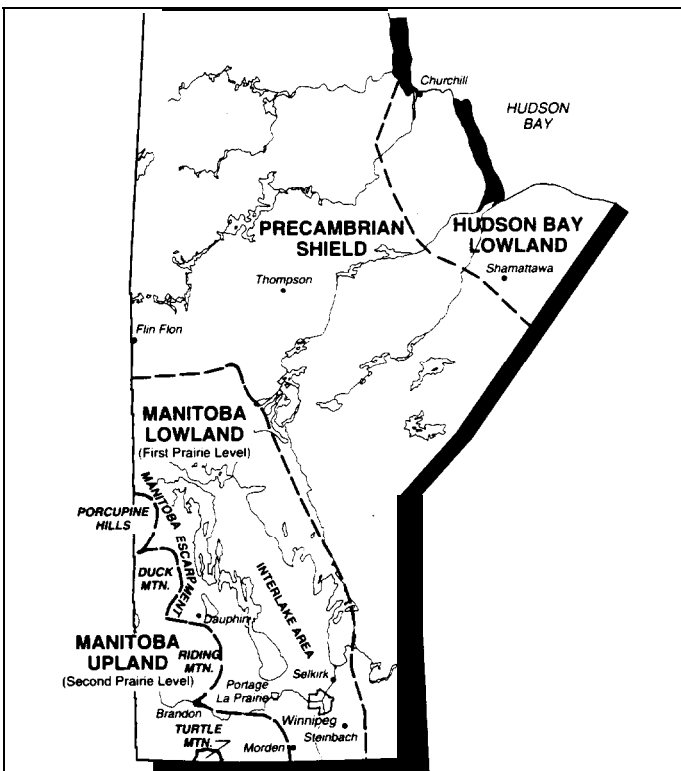 Churchill
HUDSON
BAY
PRECAMBRIAN
SHIELD
HUDSON BAY
LOWLAND
Shamattawa
Thompson
Flin Flon
MANITOBA
LOWLAND
(First Prairie Level)
MANITOBA ESCARPMENT
PORCUPINE
HILLS
DUCK
MTN.
INTERLAKE AREA
Dauphin
MANITOBA
UPLAND
(Second Prairie Level)
RIDING
MTN.
Selkirk
Portage
La Prairie
Brandon
Winnipeg
Steinbach
TURTLE
MTN.
Morden